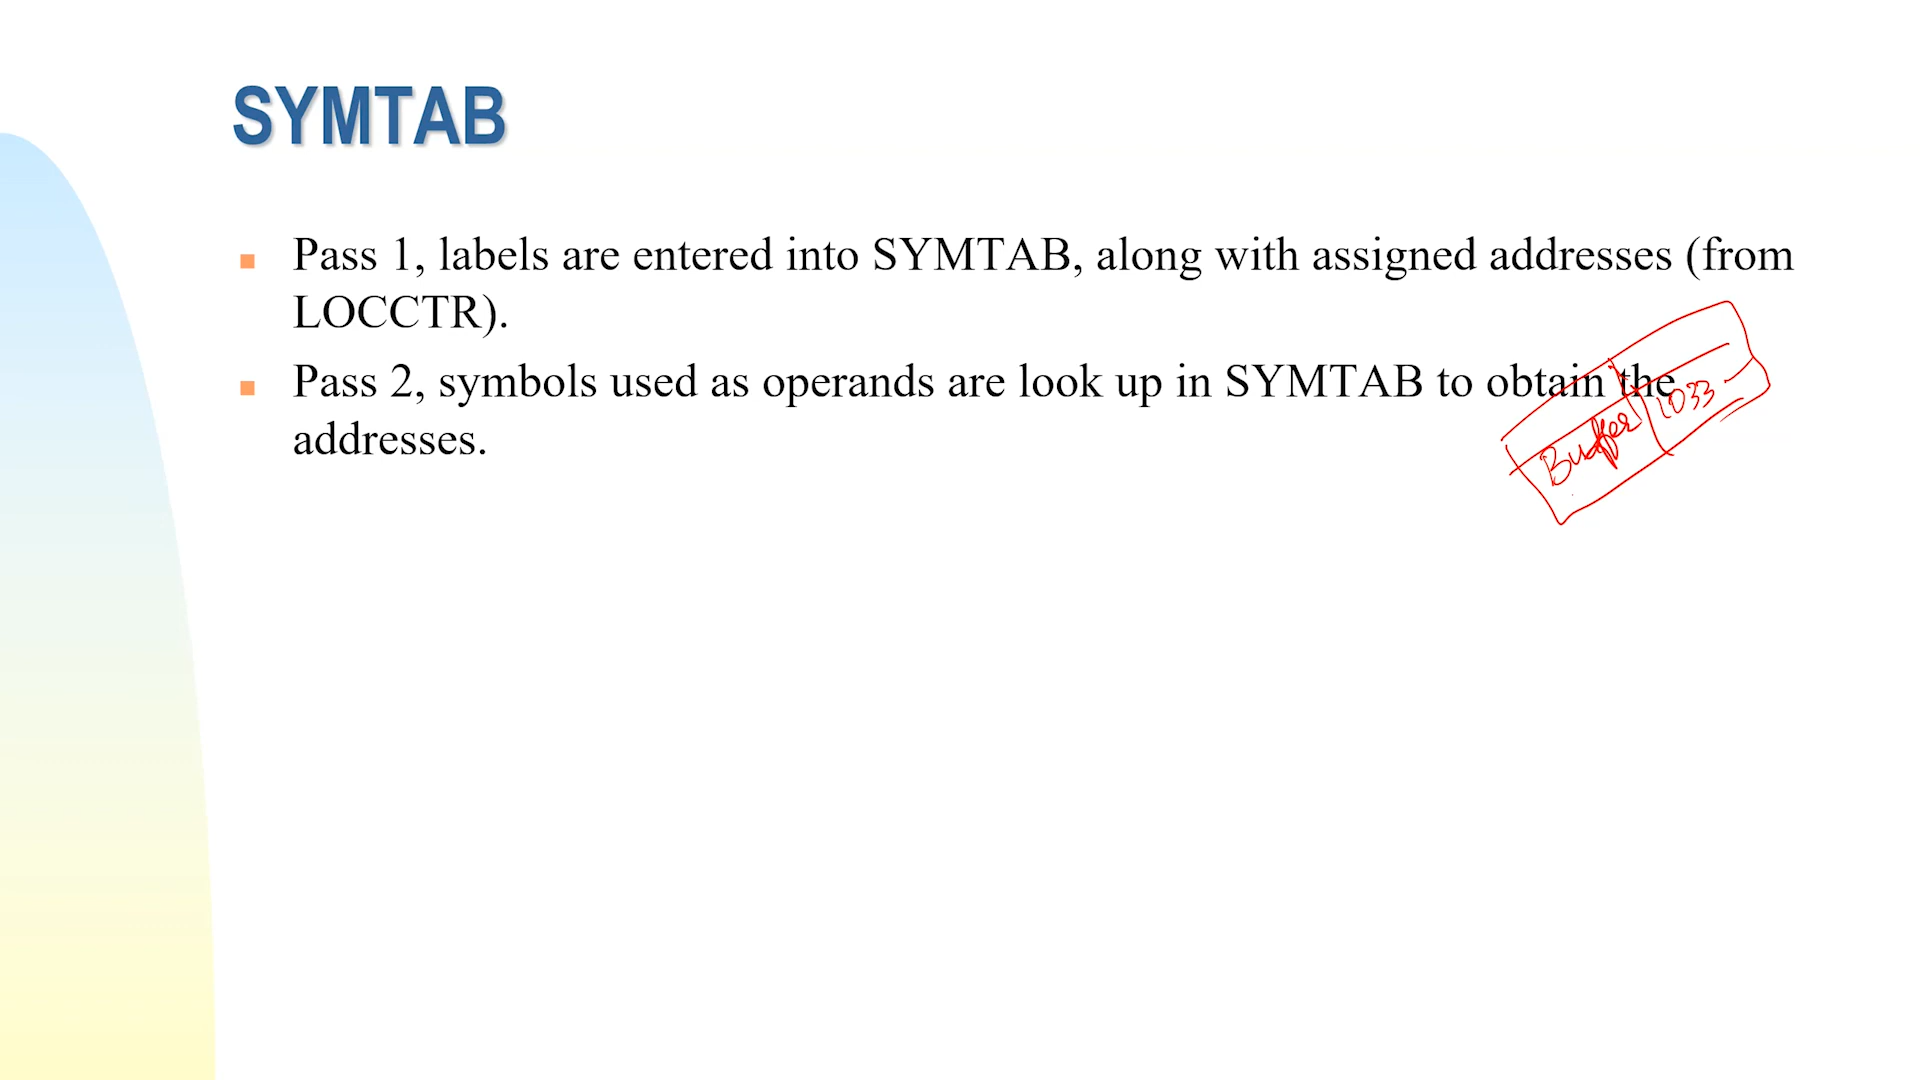 SYMTAB
Pass 1, labels are entered into SYMTAB, along with assigned addresses (from
LOCCTR).
Pass 2, symbols used as operands are look up in SYMTAB to obtain the
addresses.
Buffer 1033